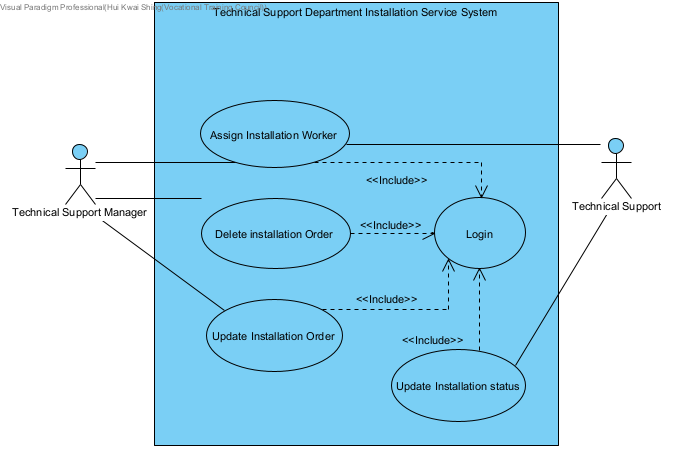 Visual Paradigm Professional(Hui Kwai Shing(Vocational Training Council))
Technical Support Department Installation Service System
Assign Installation Worker
<<Include>>
Technical Support Manager
Technical Support
<<Include>>
Delete installation Order
Login
<<Include>>
Update Installation Order
<<Include>>
Update Installation status